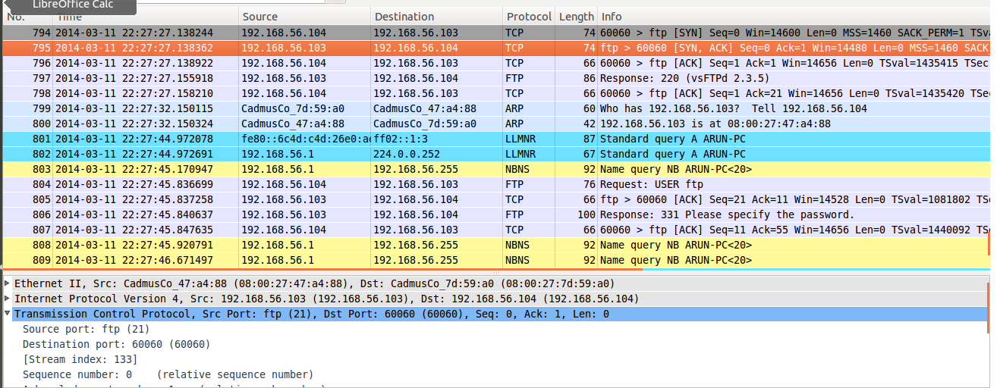 LibreOffice Calc
No. Time Source Destination Protocol Length Info
794 2014-03-11 22:27:27.138244 192.168.56.104 192.168.56.103 TCP 74 60060 > ftp [SYN] Seq=0 Win=14600 Len=0 MSS=1460 SACK_PERM=1 TSva
795 2014-03-11 22:27:27.138362 192.168.56.103 192.168.56.104 TCP 74 ftp > 60060 [SYN, ACK] Seq=0 Ack=1 Win=14480 Len=0 MSS=1460 SACK
796 2014-03-11 22:27:27.138922 192.168.56.104 192.168.56.103 TCP 66 60060 > ftp [ACK] Seq=1 Ack=1 Win=14656 Len=0 TSval=1435415 TSec
797 2014-03-11 22:27:27.155918 192.168.56.103 192.168.56.104 FTP 86 Response: 220 (vsFTPd 2.3.5)
798 2014-03-11 22:27:27.158210 192.168.56.104 192.168.56.103 TCP 66 60060 > ftp [ACK] Seq=1 Ack=21 Win=14656 Len=0 TSval=1435420 TSe
799 2014-03-11 22:27:32.150115 CadmusCo_7d:59:a0 CadmusCo_47:a4:88 ARP 60 Who has 192.168.56.103? Tell 192.168.56.104
800 2014-03-11 22:27:32.150324 CadmusCo_47:a4:88 CadmusCo_7d:59:a0 ARP 42 192.168.56.103 is at 08:00:27:47:a4:88
801 2014-03-11 22:27:44.972078 fe80::6c4d:c4d:26e0:ae ff02::1:3 LLMNR 87 Standard query A ARUN-PC
802 2014-03-11 22:27:44.972691 192.168.56.1 224.0.0.252 LLMNR 67 Standard query A ARUN-PC
803 2014-03-11 22:27:45.170947 192.168.56.1 192.168.56.255 NBNS 92 Name query NB ARUN-PC<20>
804 2014-03-11 22:27:45.836699 192.168.56.104 192.168.56.103 FTP 76 Request: USER ftp
805 2014-03-11 22:27:45.837258 192.168.56.103 192.168.56.104 TCP 66 ftp > 60060 [ACK] Seq=21 Ack=11 Win=14528 Len=0 TSval=1081802 TSe
806 2014-03-11 22:27:45.840637 192.168.56.103 192.168.56.104 FTP 100 Response: 331 Please specify the password.
807 2014-03-11 22:27:45.847635 192.168.56.104 192.168.56.103 TCP 66 60060 > ftp [ACK] Seq=11 Ack=55 Win=14656 Len=0 TSval=1440092 TSe
808 2014-03-11 22:27:45.920791 192.168.56.1 192.168.56.255 NBNS 92 Name query NB ARUN-PC<20>
809 2014-03-11 22:27:46.671497 192.168.56.1 192.168.56.255 NBNS 92 Name query NB ARUN-PC<20>
Ethernet II, Src: CadmusCo_47:a4:88 (08:00:27:47:a4:88), Dst: CadmusCo_7d:59:a0 (08:00:27:7d:59:a0)
Internet Protocol Version 4, Src: 192.168.56.103 (192.168.56.103), Dst: 192.168.56.104 (192.168.56.104)
Transmission Control Protocol, Src Port: ftp (21), Dst Port: 60060 (60060), Seq: 0, Ack: 1, Len: 0
Source port: ftp (21)
Destination port: 60060 (60060)
[Stream index: 133]
Sequence number: 0 (relative sequence number)